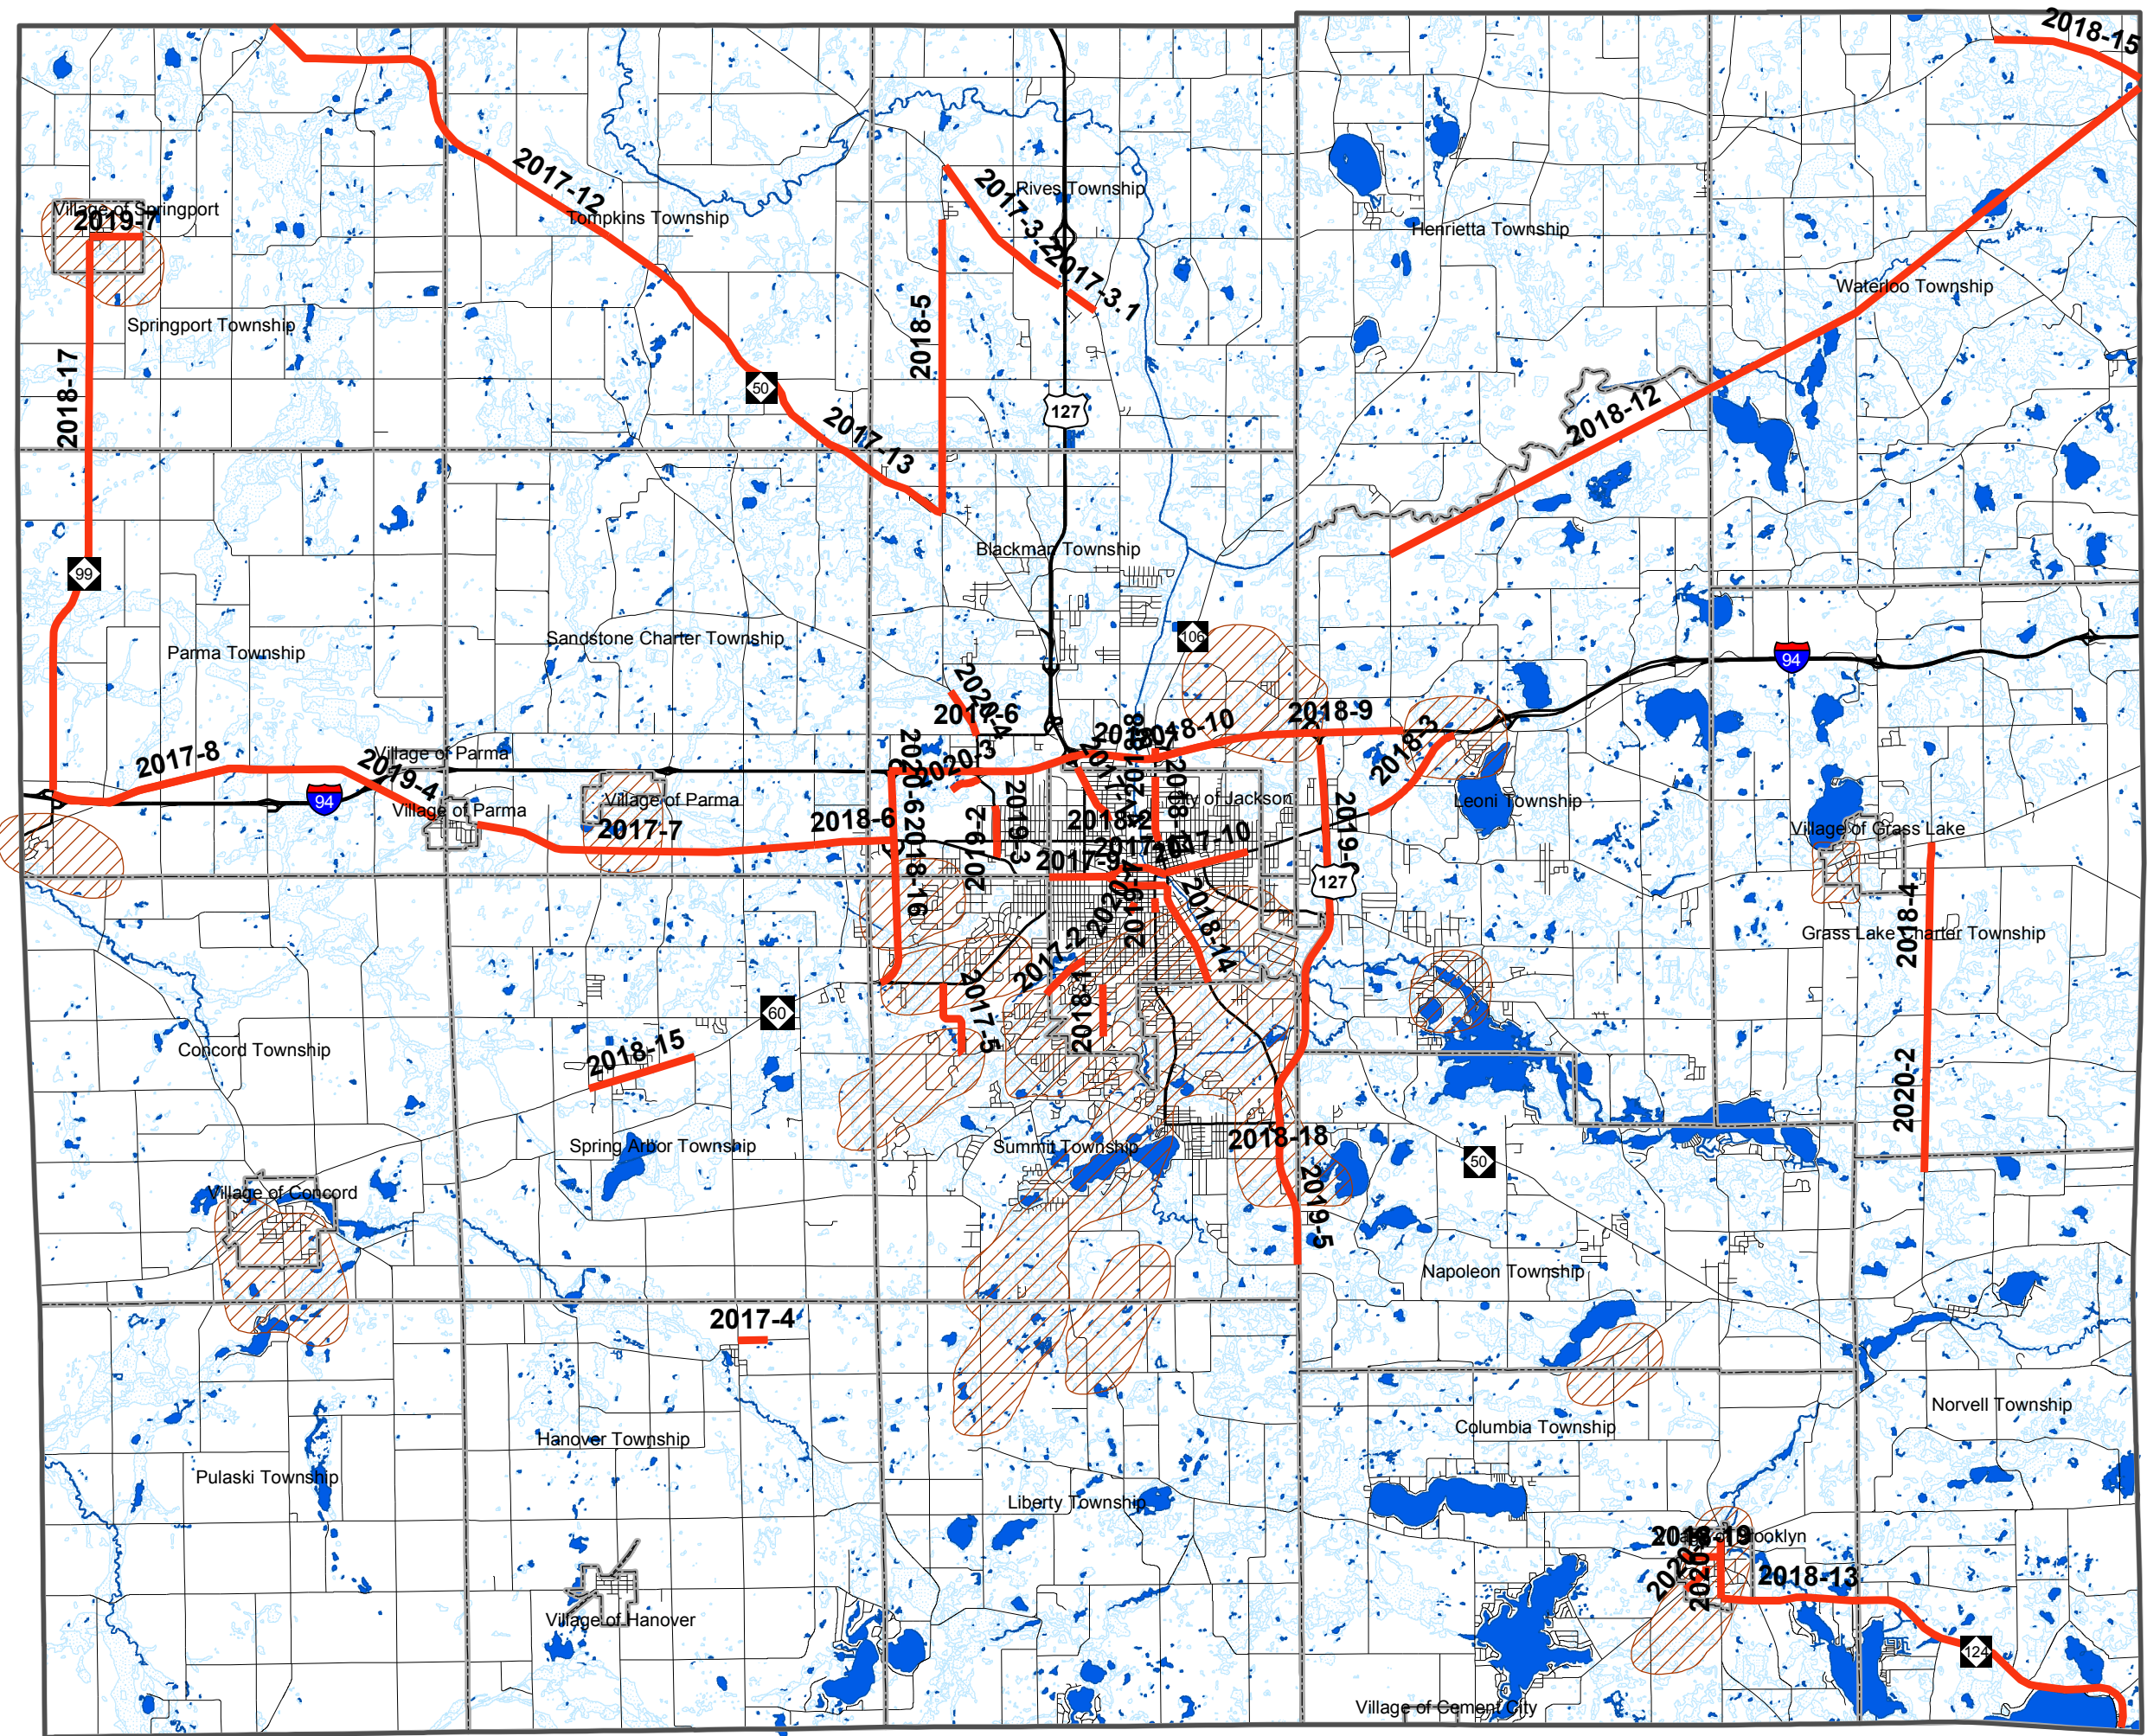 2018-15
2017-12
Rives Township
Village of Springport
2019-7
Tompkins Township
2017-3.2
Henrietta Township
2017-3.1
Waterloo Township
Springport Township
2018-5
2018-17
50
127
2018-12
2017-13
Blackman Township
99
106
Sandstone Charter Township
Parma Township
94
2020-4
2018-9
2018-10
2018-3
2017-8
Village of Parma
2019-4
2020-3
94
Village of Parma
Village of Parma
City of Jackson
Leoni Township
2017-7
2018-6
2019-2
2019-3
2018-2
2017-10
Village of Grass Lake
2017-9
127
2018-16
2018-14
2018-4
Grass Lake Charter Township
2017-2
2017-5
2018-1
60
Concord Township
2018-15
2020-2
Spring Arbor Township
Summit Township
2018-18
50
Village of Concord
2019-5
Napoleon Township
2017-4
Norvell Township
Columbia Township
Hanover Township
Pulaski Township
Liberty Township
2018-19
2018-13
Village of Hanover
124
Village of Cement City